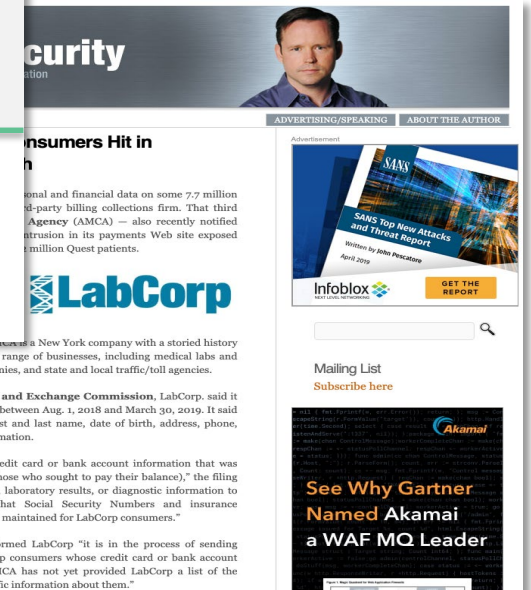 curity
ation
ADVERTISING/SPEAKING ABOUT THE AUTHOR
nsumers Hit in
h
sonal and financial data on some 7.7 million
d-party billing collections firm. That third
Agency (AMCA) — also recently notified
ntrusion in its payments Web site exposed
million Quest patients.
LabCorp
is a New York company with a storied history
range of businesses, including medical labs and
nies, and state and local traffic/toll agencies.
and Exchange Commission, LabCorp. said it
between Aug. 1, 2018 and March 30, 2019. It said
st and last name, date of birth, address, phone,
mation.
edit card or bank account information that was
hose who sought to pay their balance)," the filing
laboratory results, or diagnostic information to
hat Social Security Numbers and insurance
maintained for LabCorp consumers."
ormed LabCorp "it is in the process of sending
p consumers whose credit card or bank account
MCA has not yet provided LabCorp a list of the
fic information about them."
Advertisement
SANS
SANS Top New Attacks
and Threat Report
Written by John Pescatore
April 2019
Infoblox
NEXT LEVEL NETWORKING
GET THE
REPORT
Mailing List
Subscribe here
Akamai
See Why Gartner
Named Akamai
a WAF MQ Leader